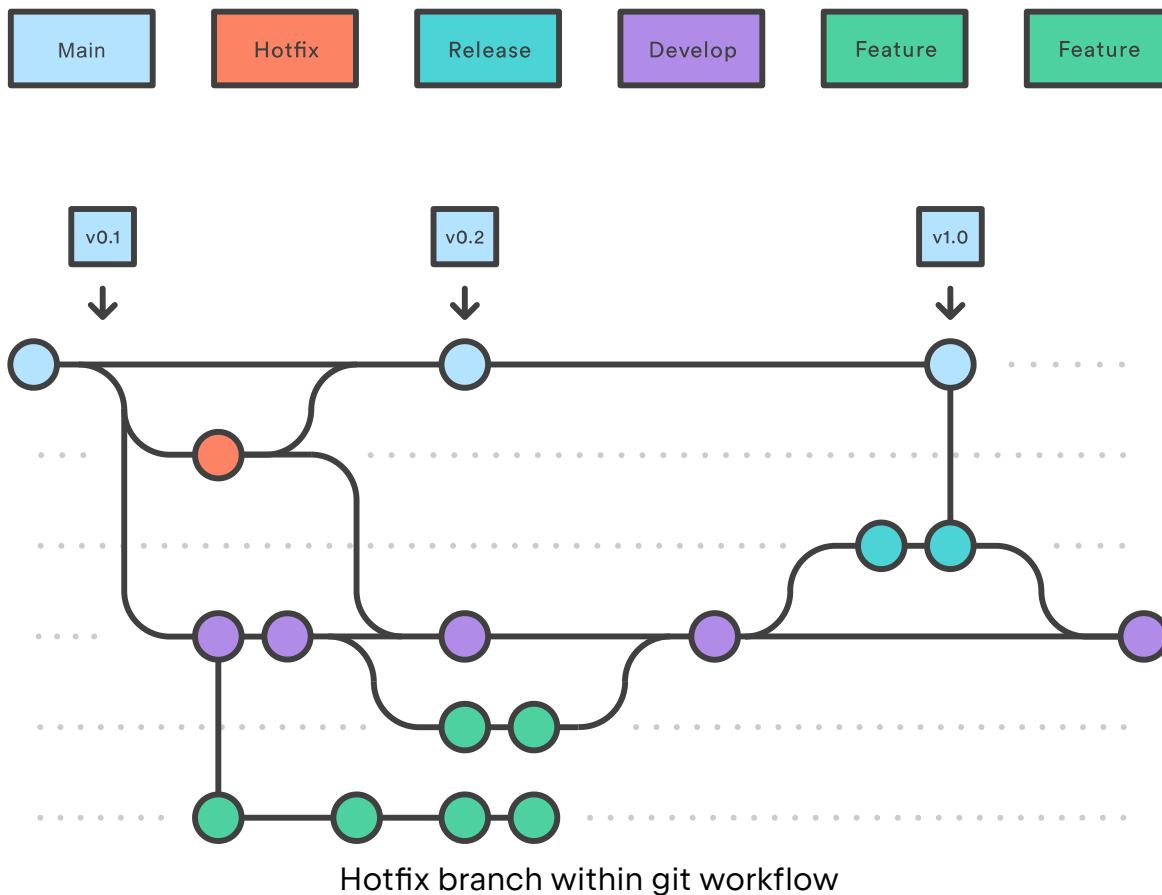 Main
Hotfix
Release
Develop
Feature
Feature
v0.1
v0.2
v1.0
Hotfix branch within git workflow